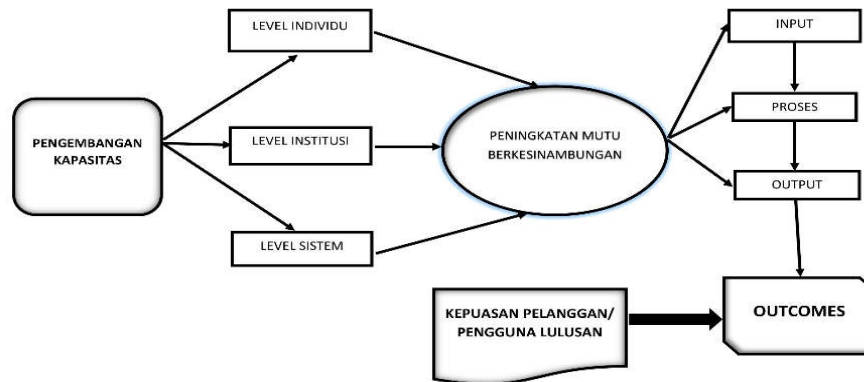 PENGEMBANGAN
KAPASITAS
LEVEL INDIVIDU
LEVEL INSTITUSI
LEVEL SISTEM
PENINGKATAN MUTU
BERKESINAMBUNGAN
INPUT
PROSES
OUTPUT
KEPUASAN PELANGGAN/
PENGGUNA LULUSAN
OUTCOMES